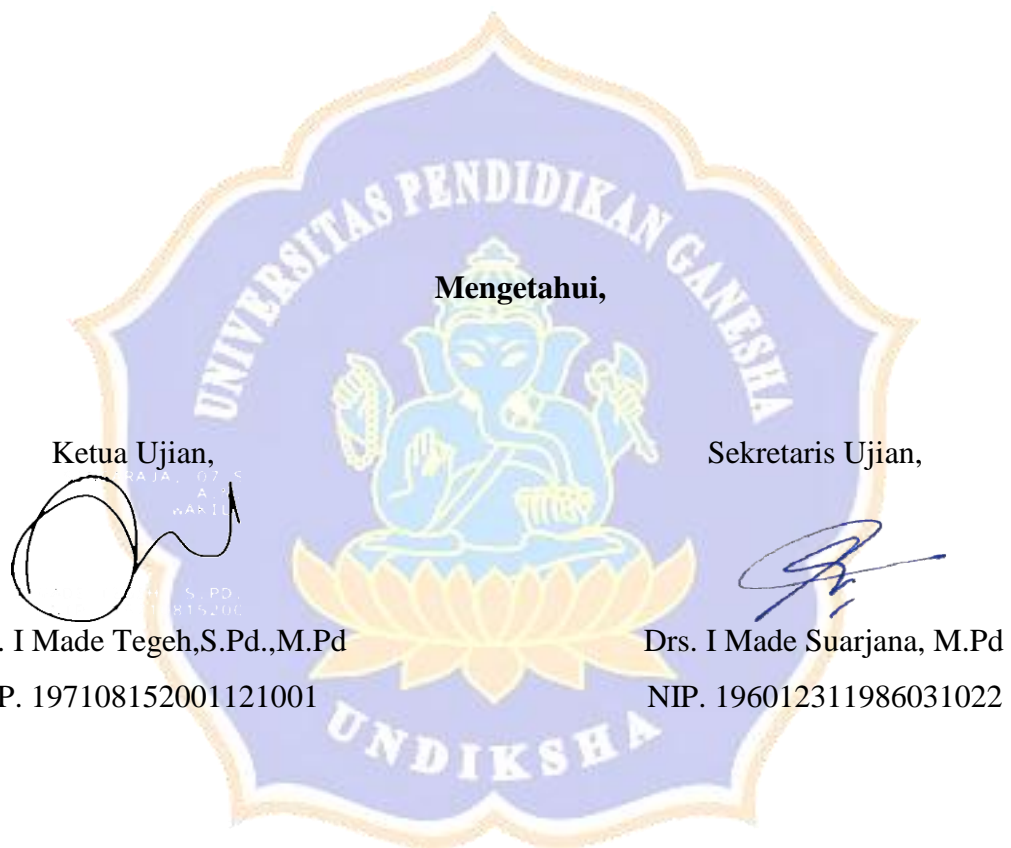 UNIVERSITAS PENDIDIKAN GANESHA
Mengetahui,
Ketua Ujian,
Sekretaris Ujian,
. I Made Tegeh,S.Pd.,M.Pd
Drs. I Made Suarjana, M.Pd
P. 197108152001121001
NIP. 196012311986031022
UNDIKSHA